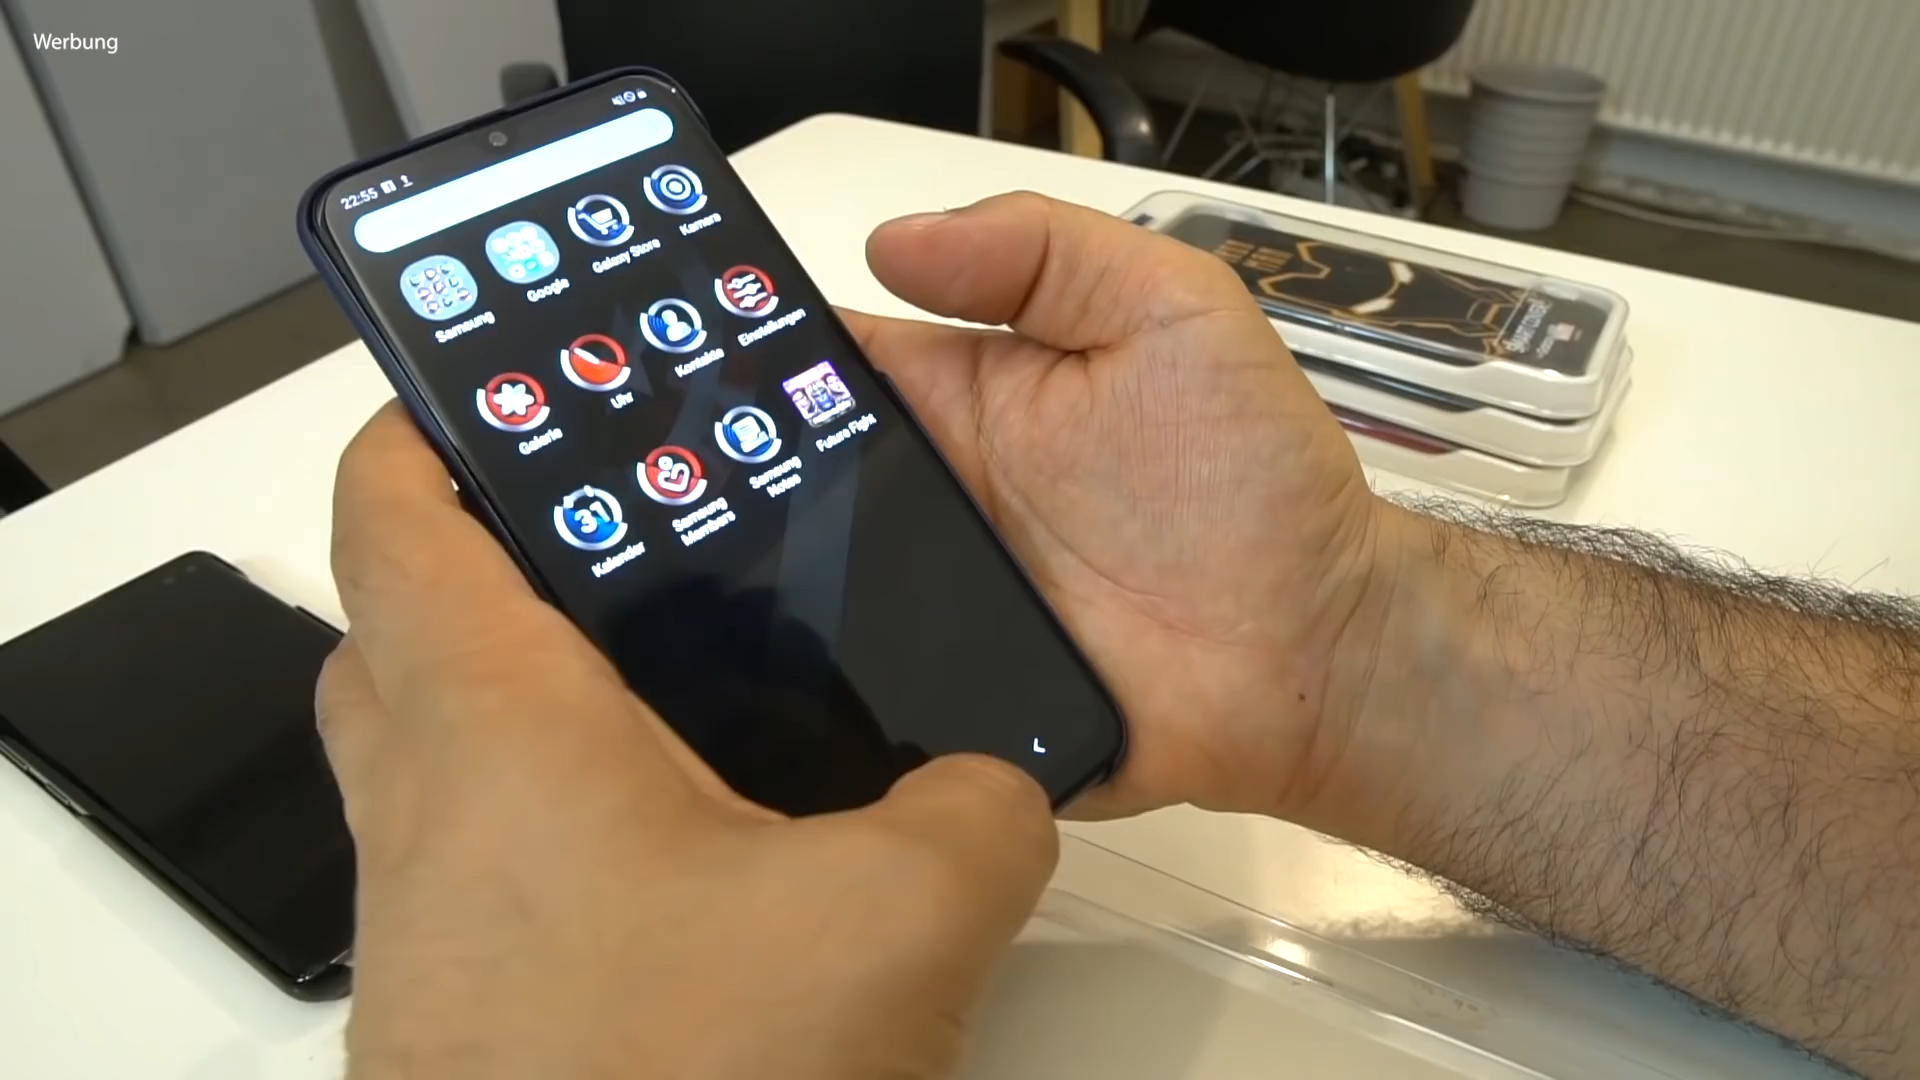 Werbung
22:55
Samsung
Google
Galaxy Store
Kamera
Galerie
Uhr
Kontakte
Einstellungen
31
Kalender
Samsung
Members
Samsung
Notes
Future Fight